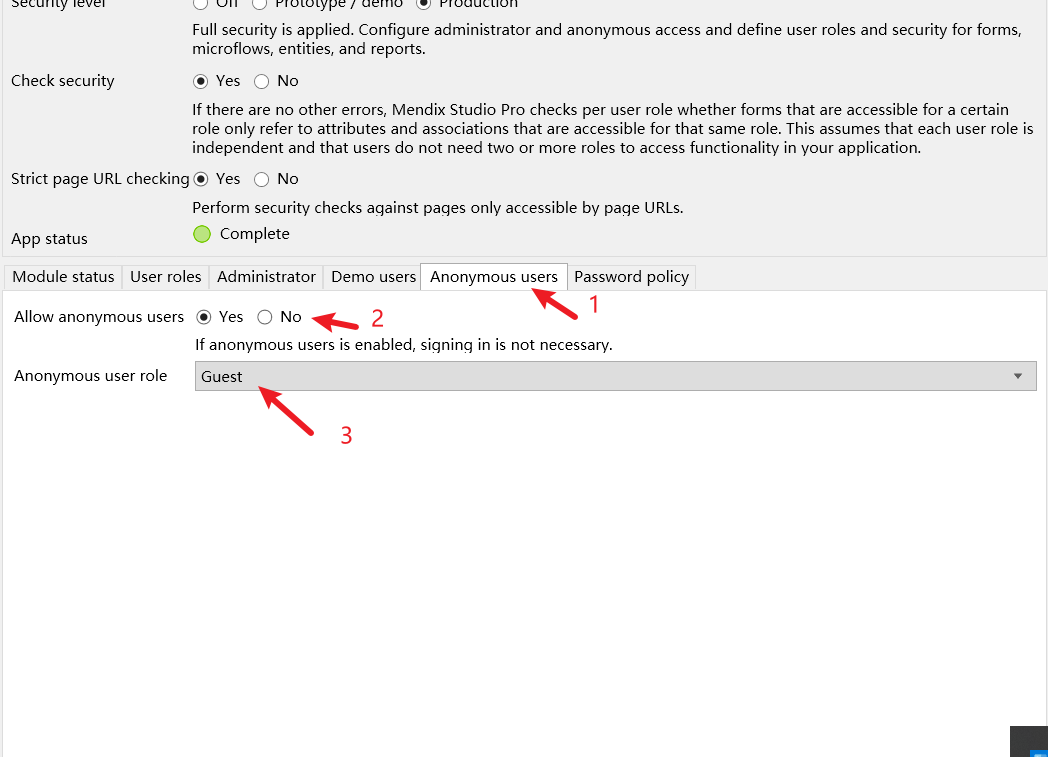 Security level Off Prototype / demo Production
Full security is applied. Configure administrator and anonymous access and define user roles and security for forms,
microflows, entities, and reports.
Check security Yes No
If there are no other errors, Mendix Studio Pro checks per user role whether forms that are accessible for a certain
role only refer to attributes and associations that are accessible for that same role. This assumes that each user role is
independent and that users do not need two or more roles to access functionality in your application.
Strict page URL checking Yes No
Perform security checks against pages only accessible by page URLs.
App status Complete
Module status User roles Administrator Demo users Anonymous users Password policy
1
Allow anonymous users Yes No 2
If anonymous users is enabled, signing in is not necessary.
Anonymous user role Guest
3